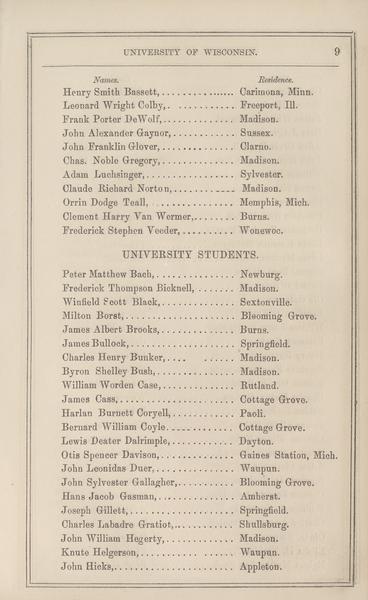 UNIVERSITY OF WISCONSIN. 9
Names. Residence.
Henry Smith Bassett,............... Carimona, Minn.
Leonard Wright Colby,. ........... Freeport, Ill.
Frank Porter DeWolf,............. Madison.
John Alexander Gaynor,........... Sussex.
John Franklin Glover,............. Clarno.
Chas. Noble Gregory,............. Madison.
Adam Luchsinger,................ Sylvester.
Claude Richard Norton,........... Madison.
Orrin Dodge Teall, .............. Memphis, Mich.
Clement Harry Van Wermer,....... Burns.
Frederick Stephen Veeder,.......... Wonewoc.
UNIVERSITY STUDENTS.
Peter Matthew Bach,.............. Newburg.
Frederick Thompson Bicknell, ....... Madison.
Winfield Scott Black,............. Sextonville.
Milton Borst,.................... Blooming Grove.
James Albert Brooks,............. Burns.
James Bullock,.................. Springfield.
Charles Henry Bunker,.... ...... Madison.
Byron Shelley Bush,.............. Madison.
William Worden Case,............ Rutland.
James Cass,..................... Cottage Grove.
Harlan Burnett Coryell,........... Paoli.
Bernard William Coyle............ Cottage Grove.
Lewis Deater Dalrimple,........... Dayton.
Otis Spencer Davison,............. Gaines Station, Mich.
John Leonidas Duer,.............. Waupun.
John Sylvester Gallagher,.......... Blooming Grove.
Hans Jacob Gasman,.............. Amherst.
Joseph Gillett,................... Springfield.
Charles Labadre Gratiot,........... Shullsburg.
John William Hegerty,............ Madison.
Knute Helgerson,................ Waupun.
John Hicks,..................... Appleton.